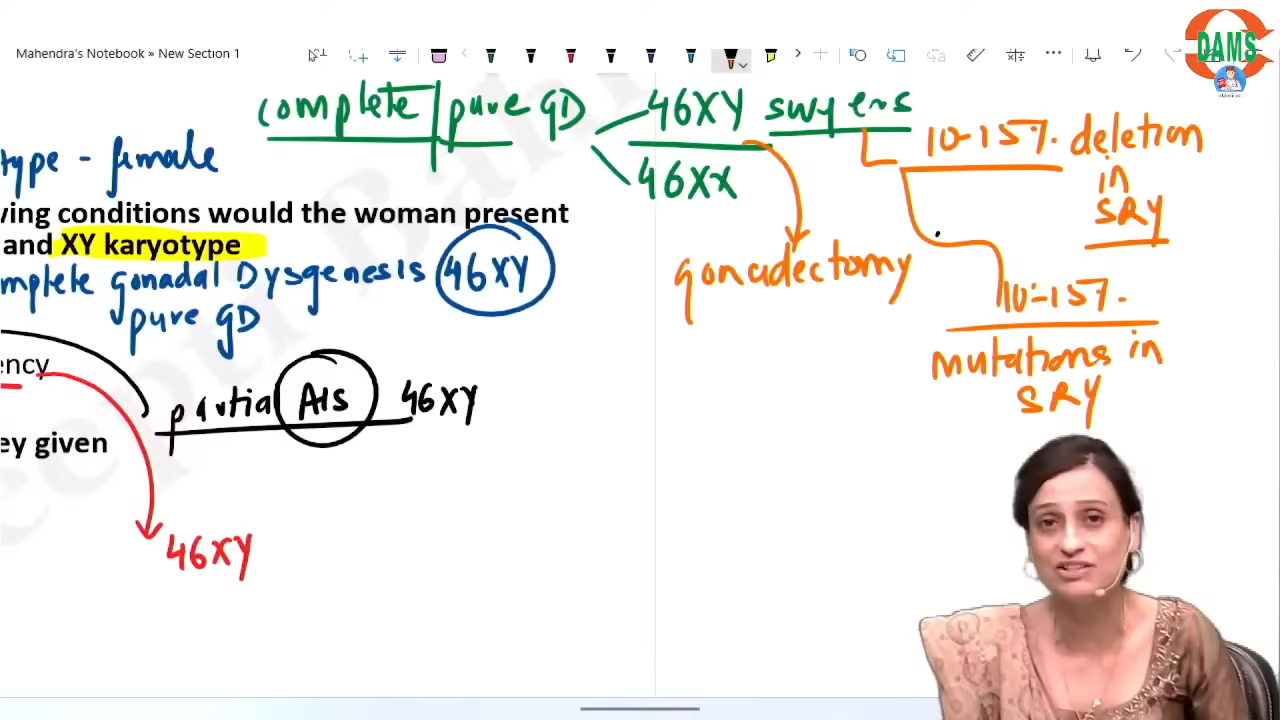 Mahendra's Notebook » New Section 1
DAMS
complete / pure GD 46XY swyers
46XX
10-15%. deletion
in
SRY
type - female
ving conditions would the woman present
and XY karyotype
mplete gonadal Dysgenesis 46XY
pure GD
gonadectomy
10-15%.
mutations in
SRY
ency
partial AIS 46XY
ey given
46XY